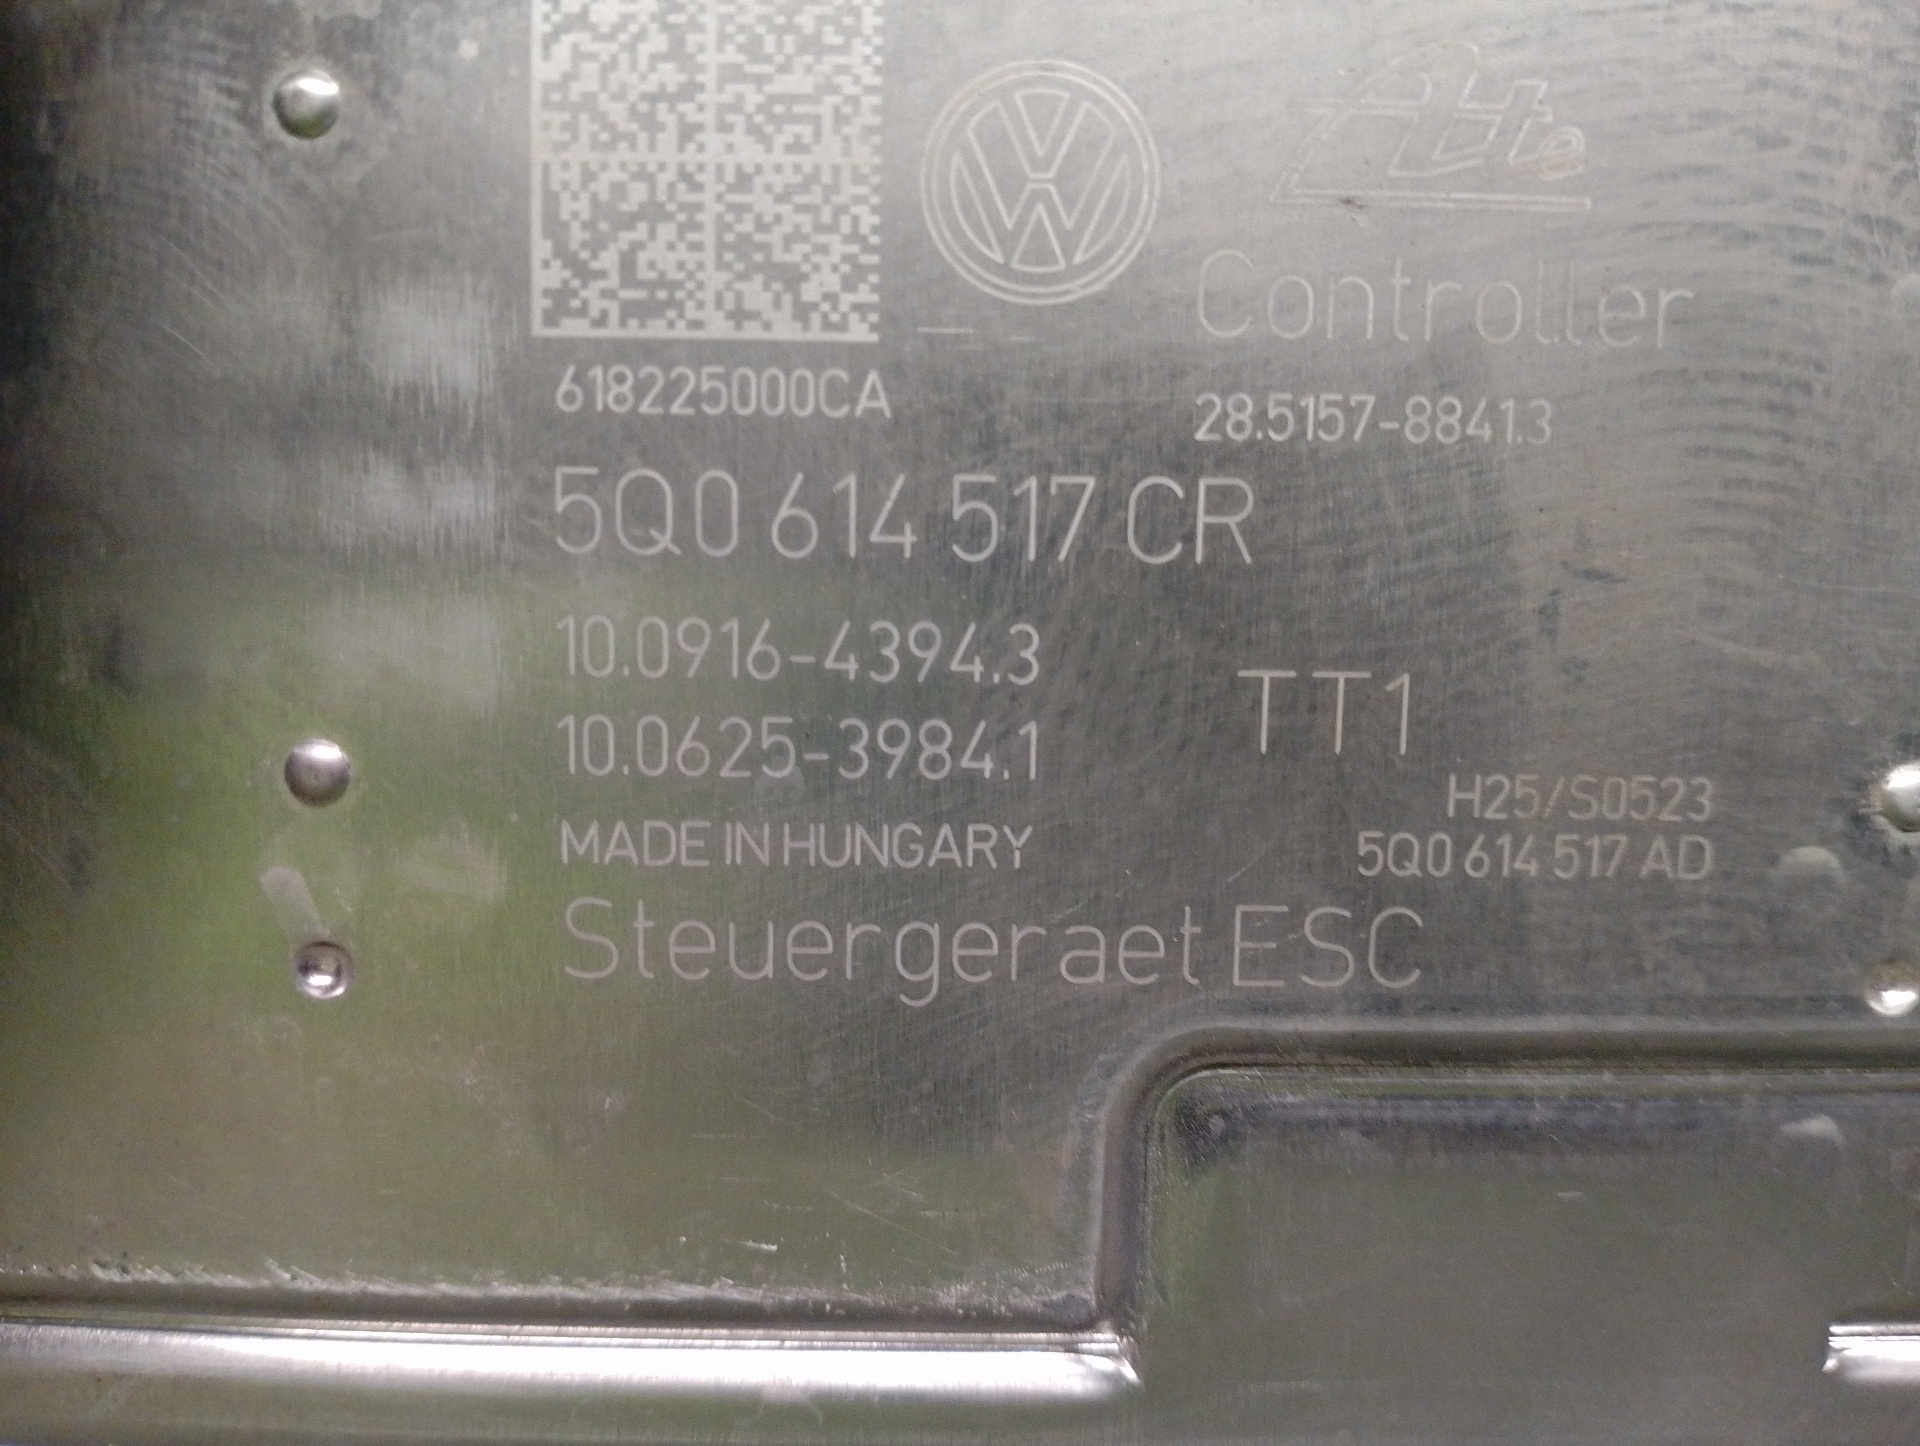 Ate
Controller
618225000CA
28.5157-8841.3
5Q0 614 517 CR
10.0916-4394.3
10.0625-3984.1
TT1
H25/S0523
MADE IN HUNGARY
5Q0 614 517 AD
Steuergeraet ESC